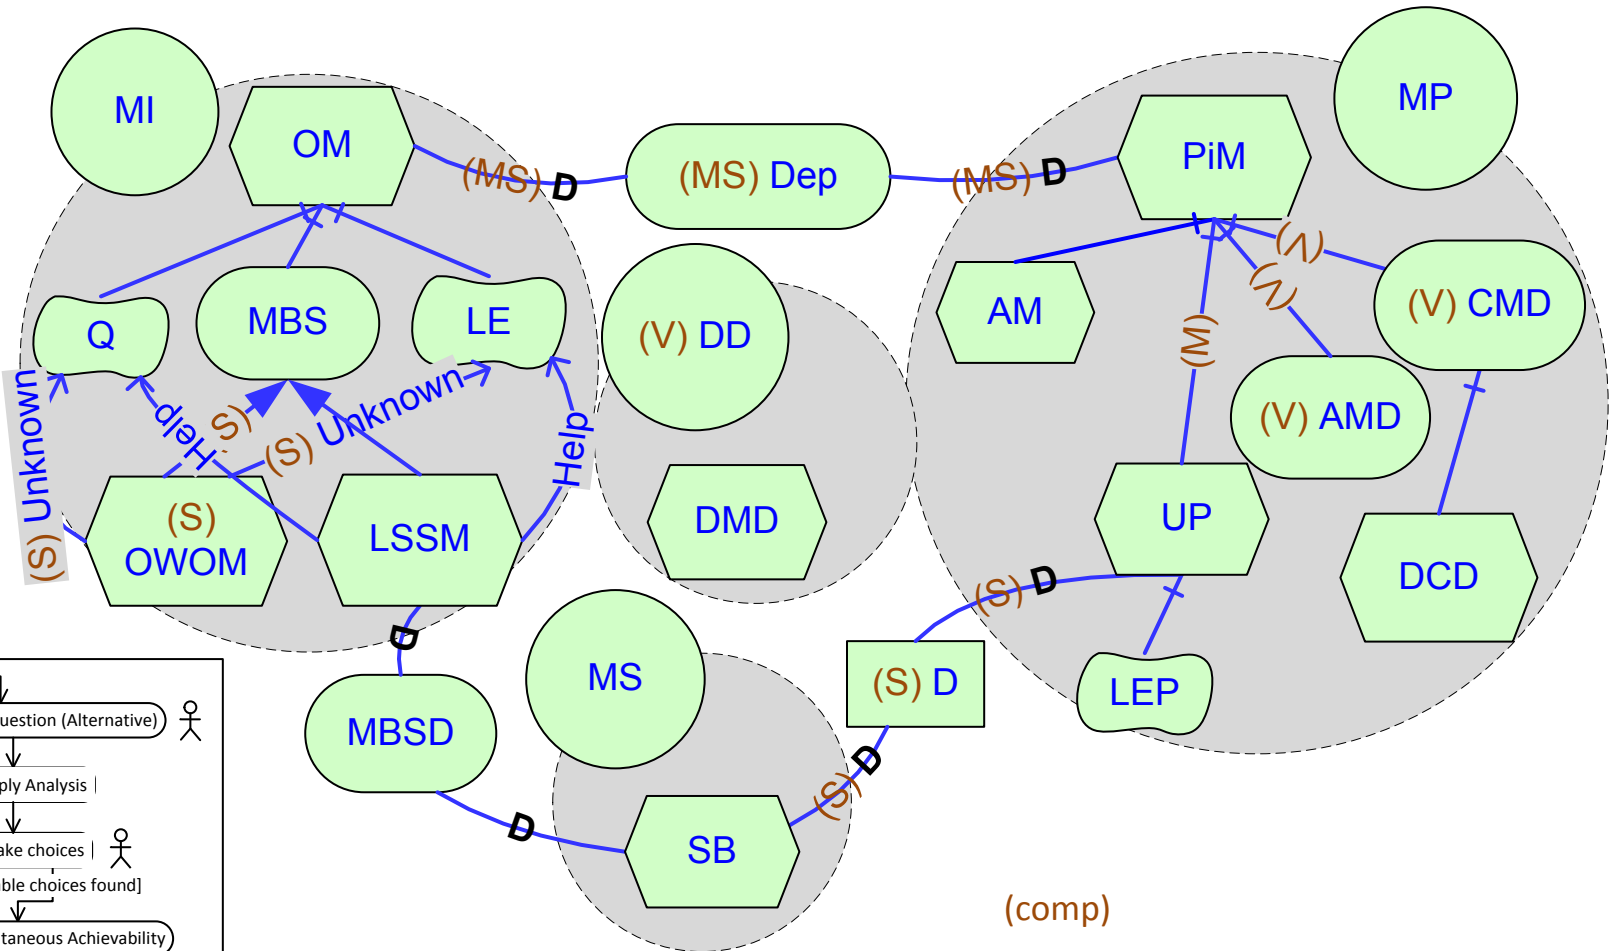 MI
OM
(MS) D
(MS) Dep
(MS) D
PiM
MP
Q
MBS
LE
(V) DD
AM
(V)
(V)
(M)
(V) CMD
(V) AMD
(S) Unknown
Help
(S)
(S) Unknown
Help
(S)
OWOM
LSSM
DMD
UP
DCD
D
(S) D
MS
(S) D
LEP
MBSD
D
(S) D
SB
(comp)
uestion (Alternative)
ply Analysis
ake choices
able choices found]
taneous Achievability